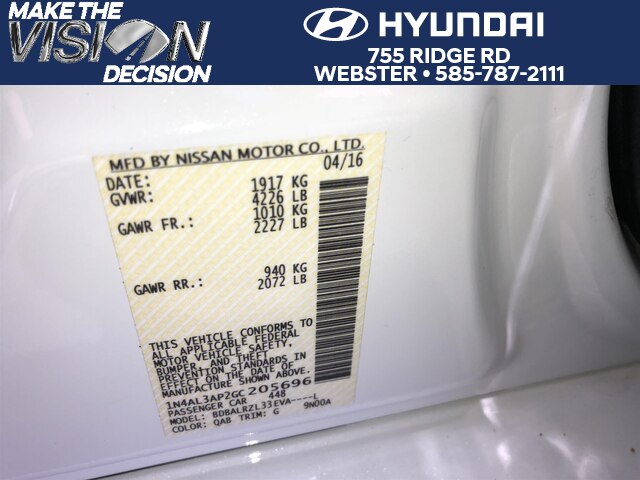 MAKE THE
VISION
DECISION
HYUNDAI
755 RIDGE RD
WEBSTER • 585-787-2111
MFD BY NISSAN MOTOR CO., LTD.
DATE: 04/16
GVWR: 1917 KG
4226 LB
GAWR FR.: 1010 KG
2227 LB
GAWR RR.: 940 KG
2072 LB
THIS VEHICLE CONFORMS TO
ALL APPLICABLE FEDERAL
MOTOR VEHICLE SAFETY,
BUMPER, AND THEFT
PREVENTION STANDARDS IN
EFFECT ON THE DATE OF
MANUFACTURE SHOWN ABOVE.
1N4AL3AP2GC205696
PASSENGER CAR 448
MODEL: BDBALRZL33EVA----L
COLOR: QAB TRIM: G 9N00A